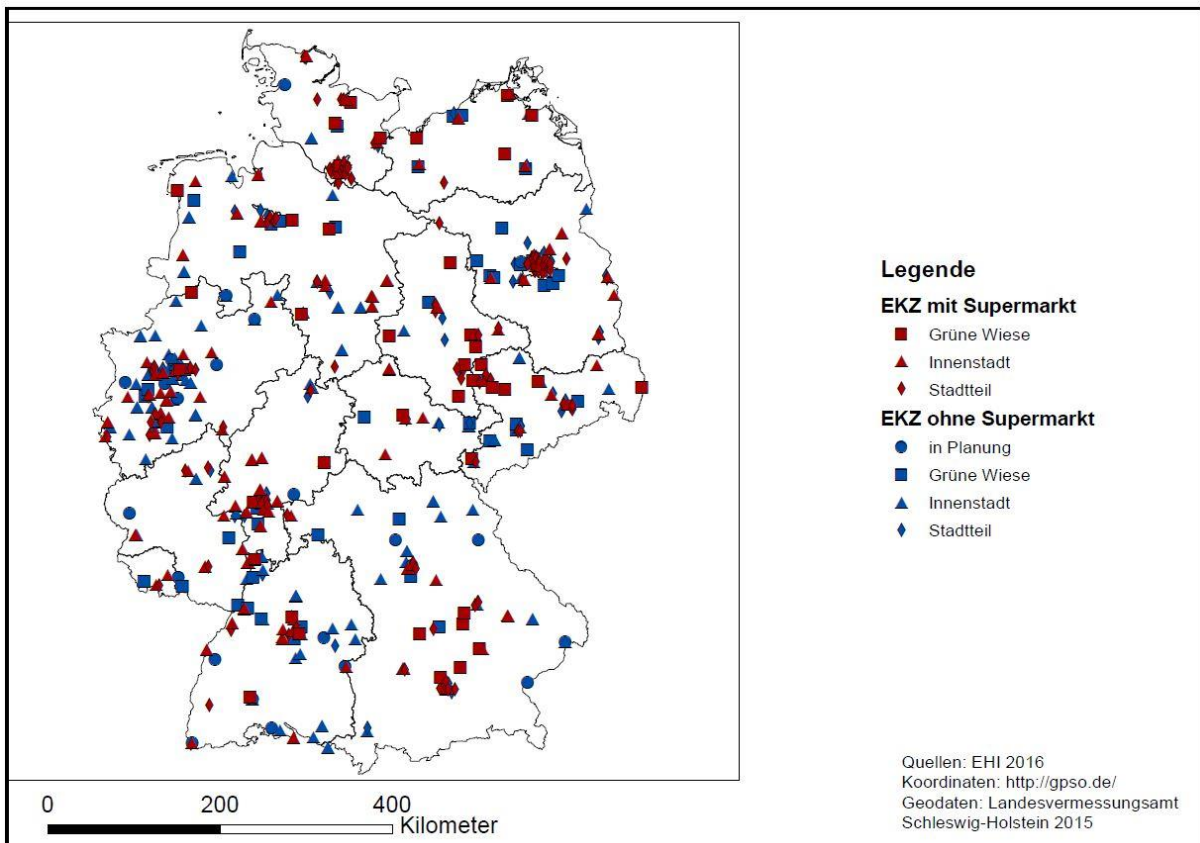 Legende
EKZ mit Supermarkt
Grüne Wiese
Innenstadt
Stadtteil
EKZ ohne Supermarkt
in Planung
Grüne Wiese
Innenstadt
Stadtteil
Quellen: EHI 2016
Koordinaten: http://gpso.de/
Geodaten: Landesvermessungsamt
Schleswig-Holstein 2015
0 200 400
Kilometer